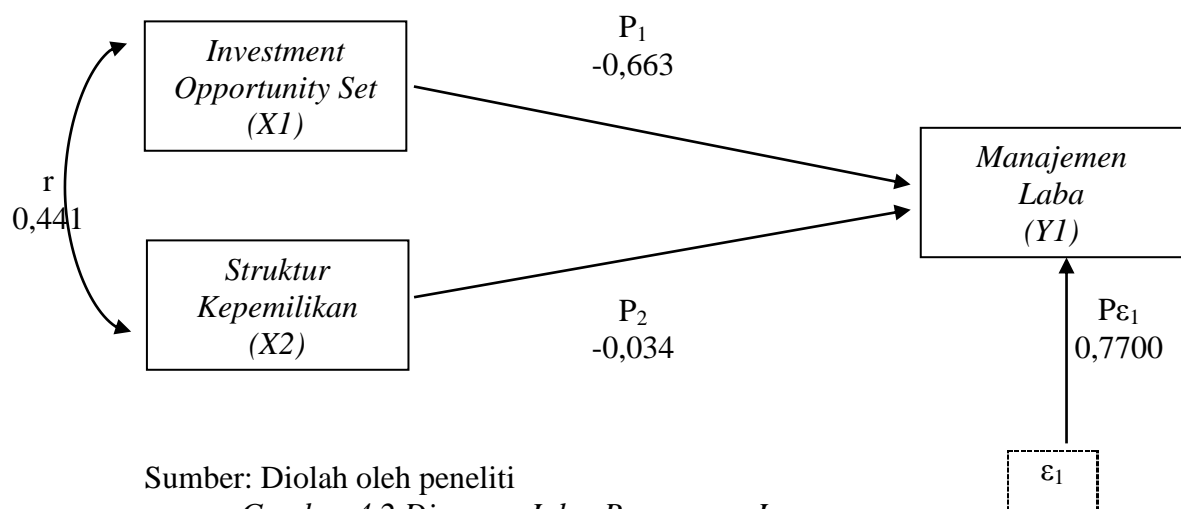 P₁
-0,663
Investment
Opportunity Set
(X1)
Manajemen
Laba
(Y1)
r
0,441
Struktur
Kepemilikan
(X2)
P₂
-0,034
Pε₁
0,7700
Sumber: Diolah oleh peneliti
ε₁